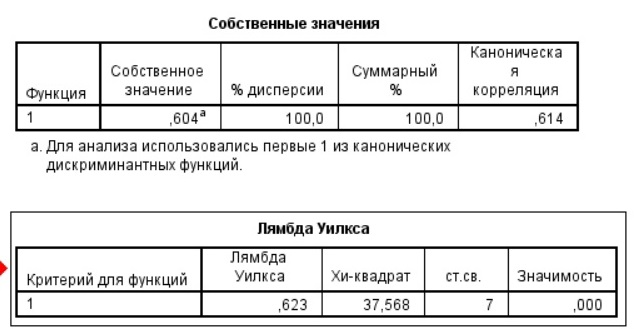 Собственные значения
Функция
Собственное
значение
% дисперсии
Суммарный
%
Каноническа
я
корреляция
1 ,604a 100,0 100,0 ,614
a. Для анализа использовались первые 1 из канонических
дискриминантных функций.
Лямбда Уилкса
Критерий для функций
Лямбда
Уилкса
Хи-квадрат
ст.св.
Значимость
1 ,623 37,568 7 ,000